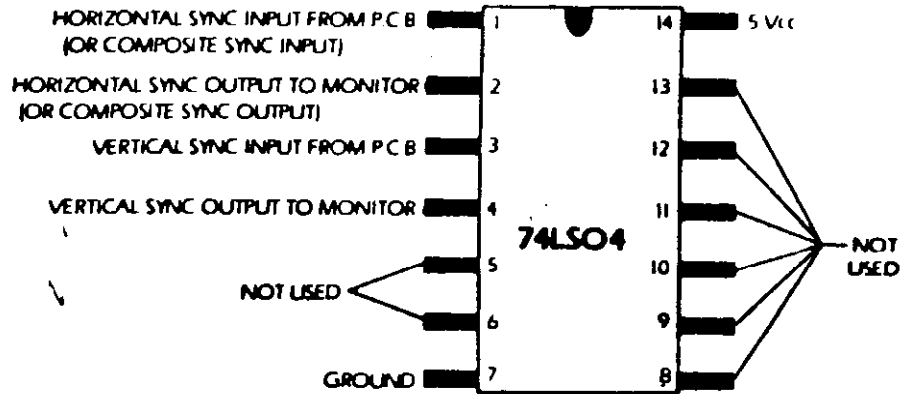 HORIZONTAL SYNC INPUT FROM P.C B
(OR COMPOSITE SYNC INPUT)
1
14
5 Vcc
HORIZONTAL SYNC OUTPUT TO MONITOR
(OR COMPOSITE SYNC OUTPUT)
2
13
VERTICAL SYNC INPUT FROM P C B
3
12
VERTICAL SYNC OUTPUT TO MONITOR
4
11
74LSO4
NOT
USED
5
10
NOT USED
6
9
GROUND
7
8